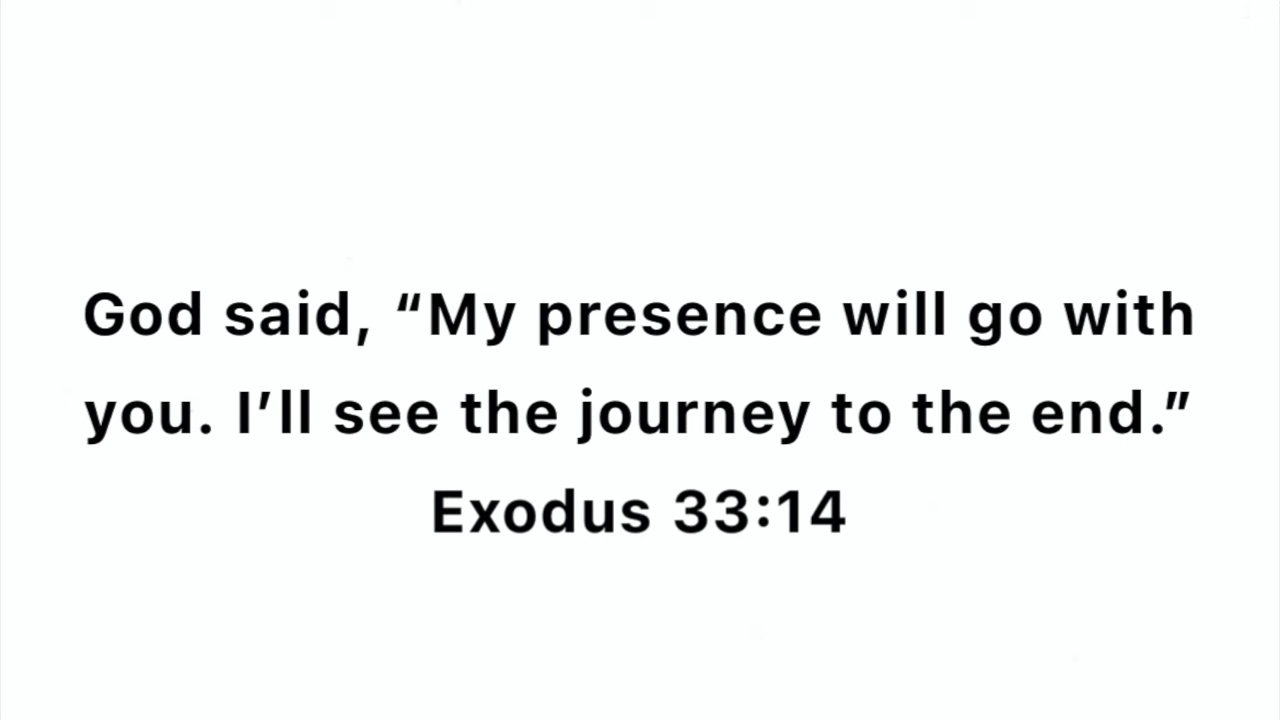 God said, “My presence will go with
you. I’ll see the journey to the end.”
Exodus 33:14